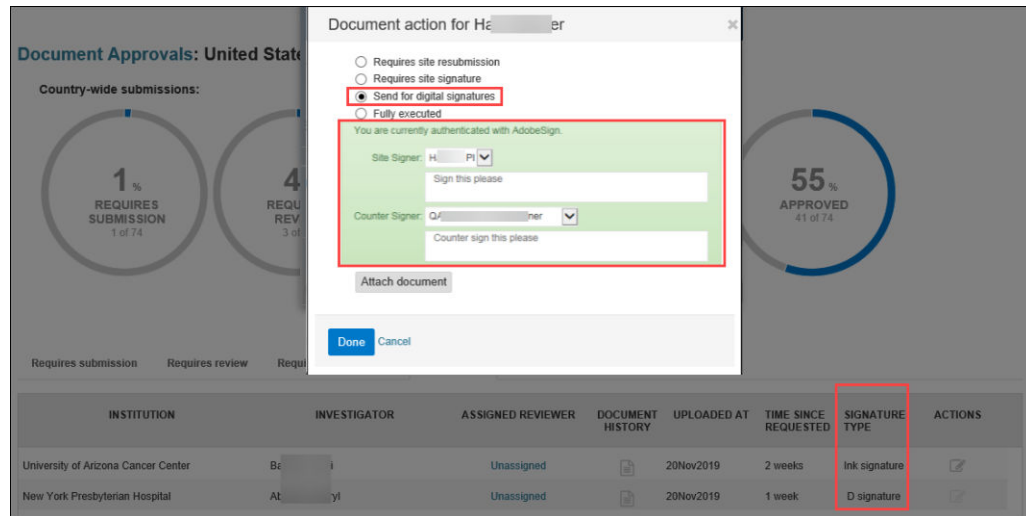 Document action for Ha er
×
Document Approvals: United State
Country-wide submissions:
Requires site resubmission
Requires site signature
Send for digital signatures
Fully executed
You are currently authenticated with AdobeSign.
Site Signer: H PI
Sign this please
Counter Signer: QA ner
Counter sign this please
Attach document
Done Cancel
1 %
REQUIRES
SUBMISSION
1 of 74
4
REQU
REV
3 of
55 %
APPROVED
41 of 74
Requires submission Requires review Requi
INSTITUTION INVESTIGATOR ASSIGNED REVIEWER DOCUMENT HISTORY UPLOADED AT TIME SINCE REQUESTED SIGNATURE TYPE ACTIONS
University of Arizona Cancer Center Ba i Unassigned 20Nov2019 2 weeks Ink signature
New York Presbyterian Hospital Ab yl Unassigned 20Nov2019 1 week D signature